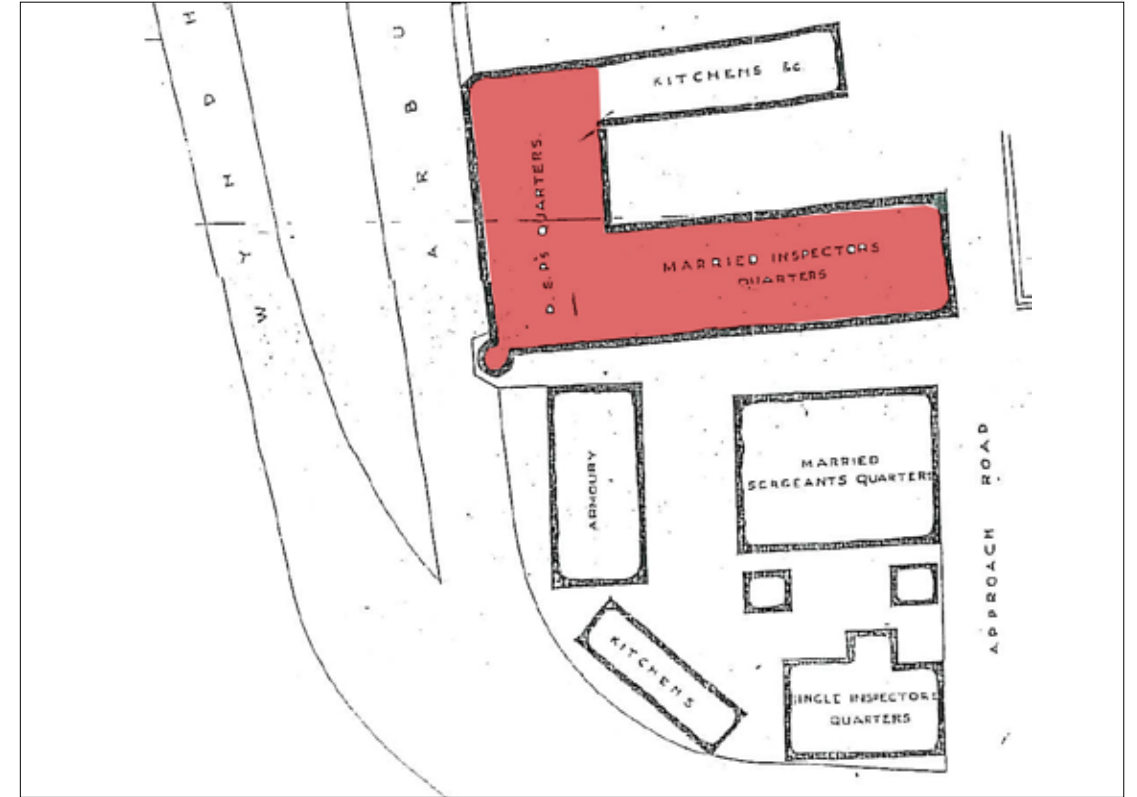 W Y N D H
A R B U
KITCHENS &C.
D.S.P'S QUARTERS.
MARRIED INSPECTORS
QUARTERS
ARMOURY
MARRIED
SERGEANTS QUARTERS
APPROACH ROAD
KITCHENS
SINGLE INSPECTORS
QUARTERS